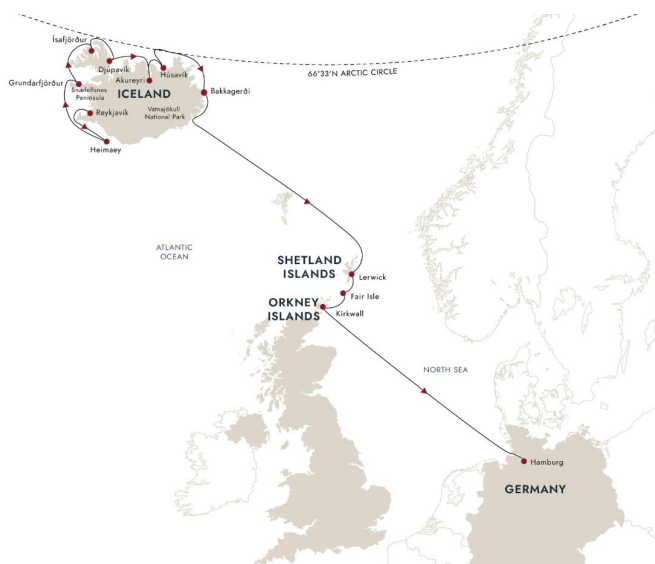 Ísafjörður
Djúpavík
66°33'N ARCTIC CIRCLE
Húsavík
Akureyri
Grundarfjörður
Snæfellsnes
Peninsula
ICELAND
Bakkagerði
Vatnajökull
National Park
Reykjavík
Heimaey
ATLANTIC
OCEAN
SHETLAND
ISLANDS
Lerwick
Fair Isle
ORKNEY
ISLANDS
Kirkwall
NORTH SEA
Hamburg
GERMANY